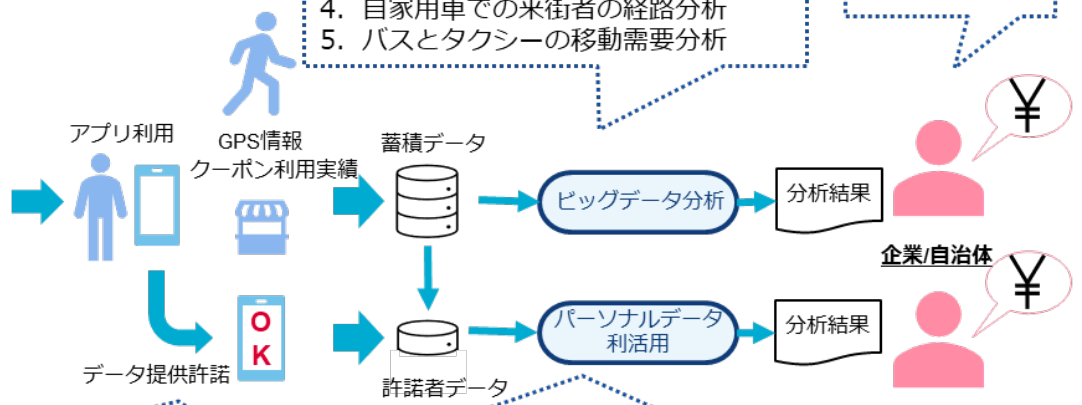 4. 自家用車での来街者の経路分析
5. バスとタクシーの移動需要分析
アプリ利用
GPS情報
クーポン利用実績
蓄積データ
ビッグデータ分析
分析結果
¥
企業/自治体
O
K
データ提供許諾
許諾者データ
パーソナルデータ
利活用
分析結果
¥